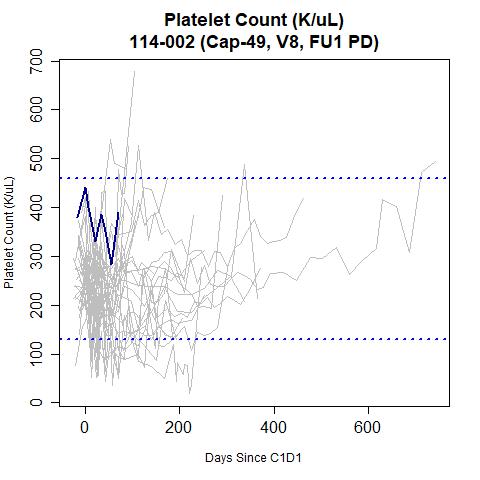 Platelet Count (K/uL)
114-002 (Cap-49, V8, FU1 PD)
Platelet Count (K/uL)
700
600
500
400
300
200
100
0
0 200 400 600
Days Since C1D1